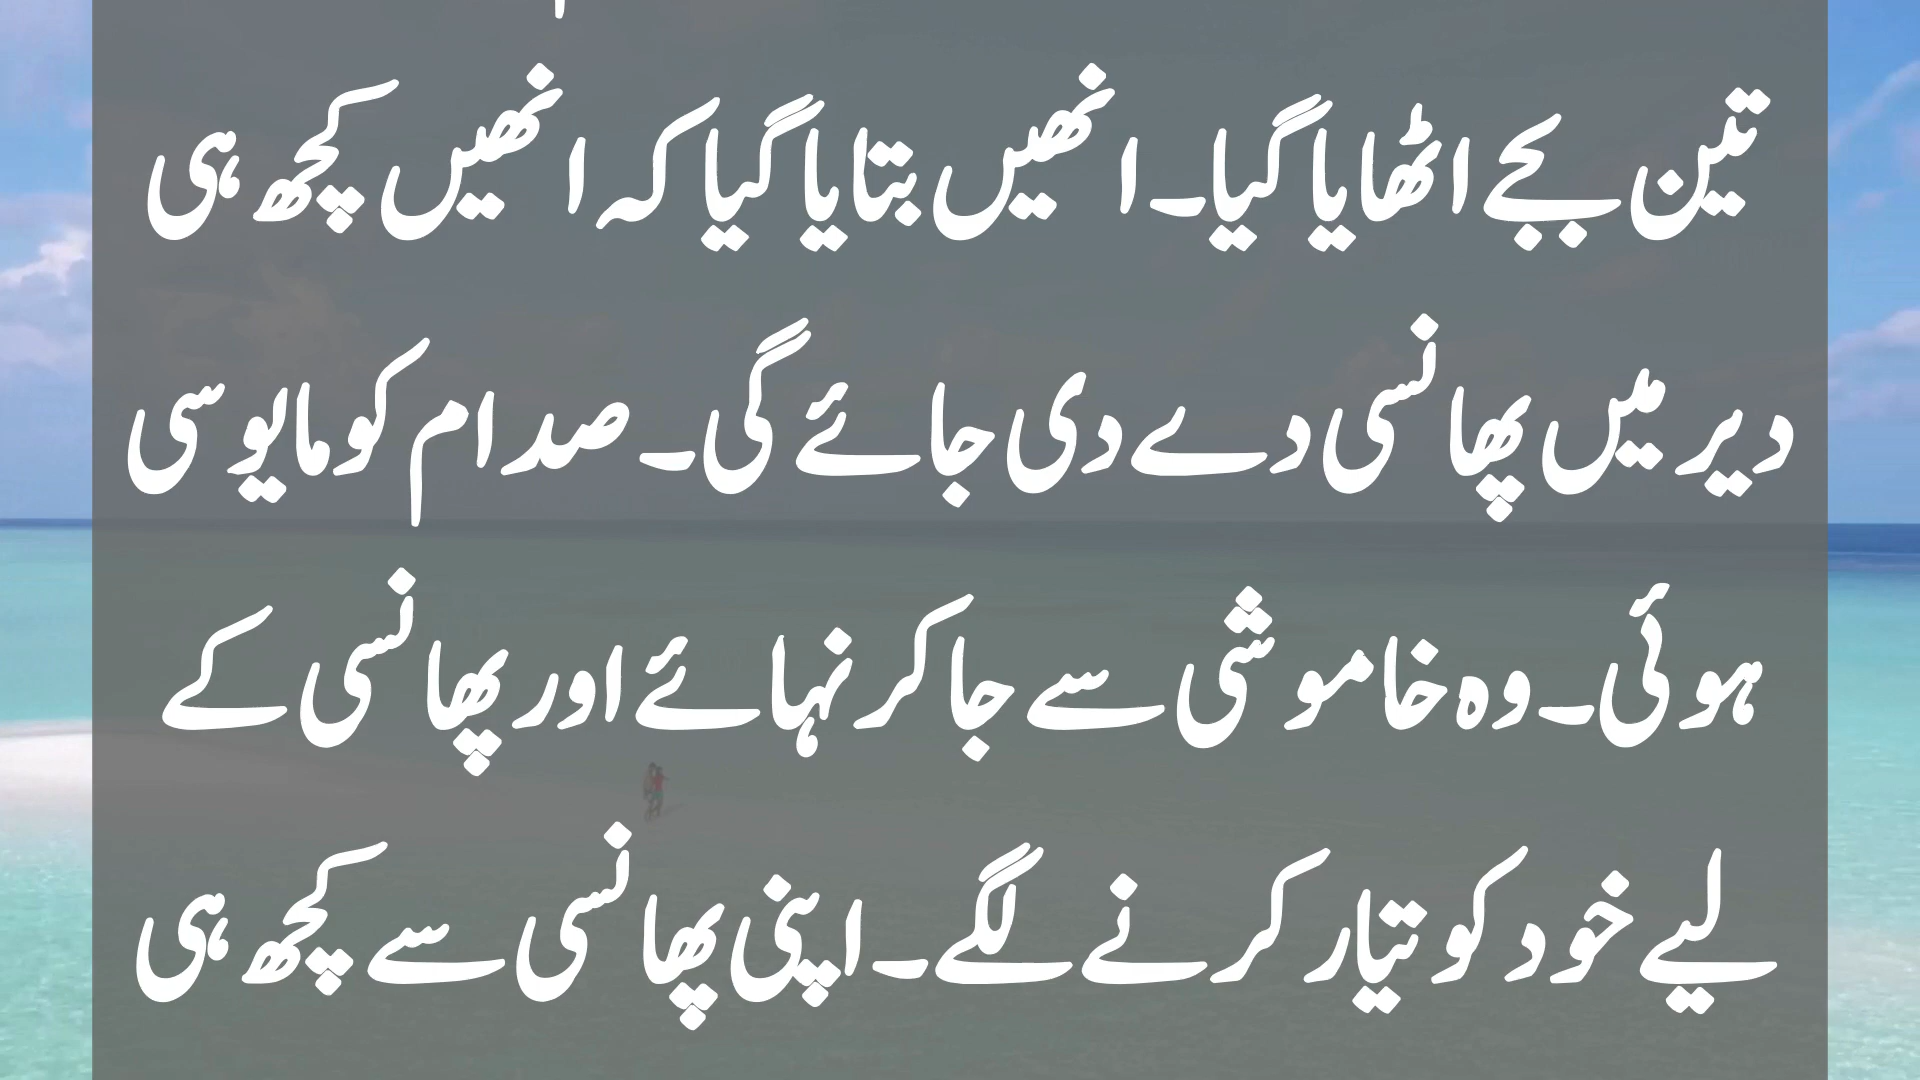 تین بجے اٹھایا گیا۔ انھیں بتایا گیا کہ انھیں کچھ ہی
دیر میں پھانسی دے دی جائے گی۔ صدام کو مایوسی
ہوئی۔ وہ خاموشی سے جا کر نہائے اور پھانسی کے
لیے خود کو تیار کرنے لگے۔ اپنی پھانسی سے کچھ ہی